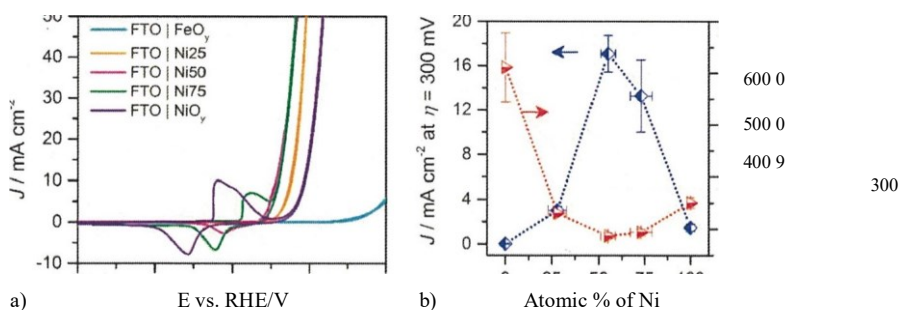 50
40
30
20
10
0
-10
J / mA cm⁻²
FTO | FeOy
FTO | Ni25
FTO | Ni50
FTO | Ni75
FTO | NiOy
a) E vs. RHE/V
20
16
12
8
4
0
J / mA cm⁻² at η = 300 mV
600 0
500 0
400 9
300
b) Atomic % of Ni